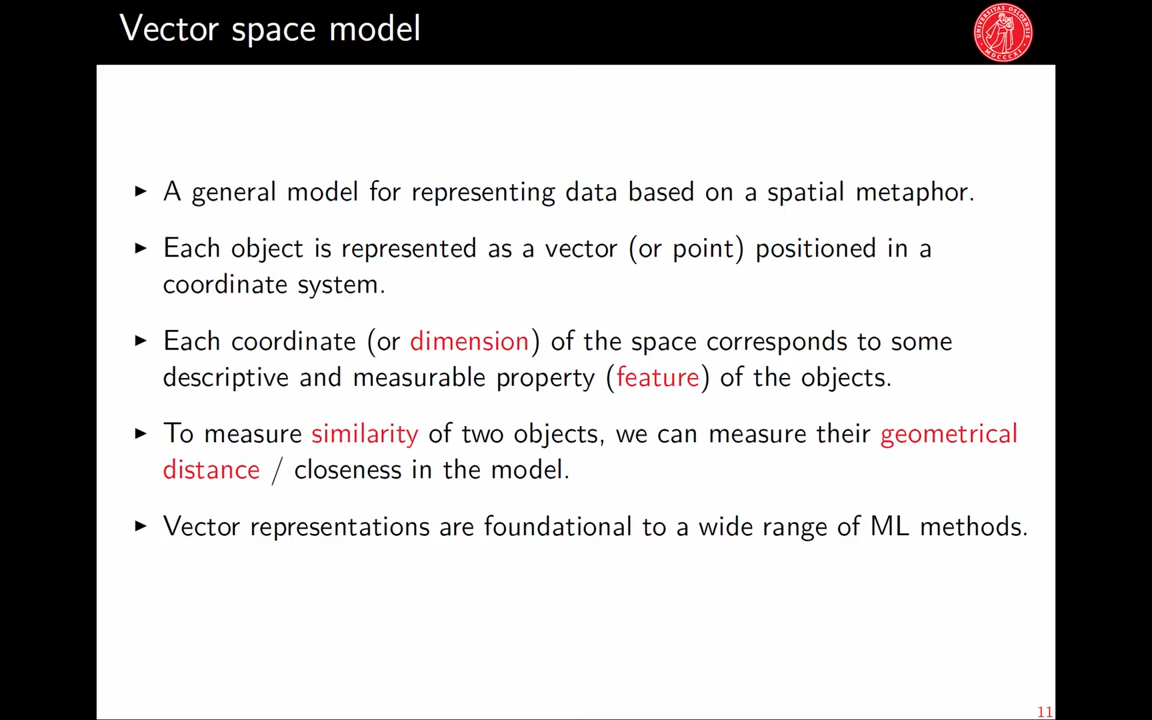 Vector space model
UNIVERSITAS OSLOENSIS
MDCCCXI
► A general model for representing data based on a spatial metaphor.
► Each object is represented as a vector (or point) positioned in a
coordinate system.
► Each coordinate (or dimension) of the space corresponds to some
descriptive and measurable property (feature) of the objects.
► To measure similarity of two objects, we can measure their geometrical
distance / closeness in the model.
► Vector representations are foundational to a wide range of ML methods.
11